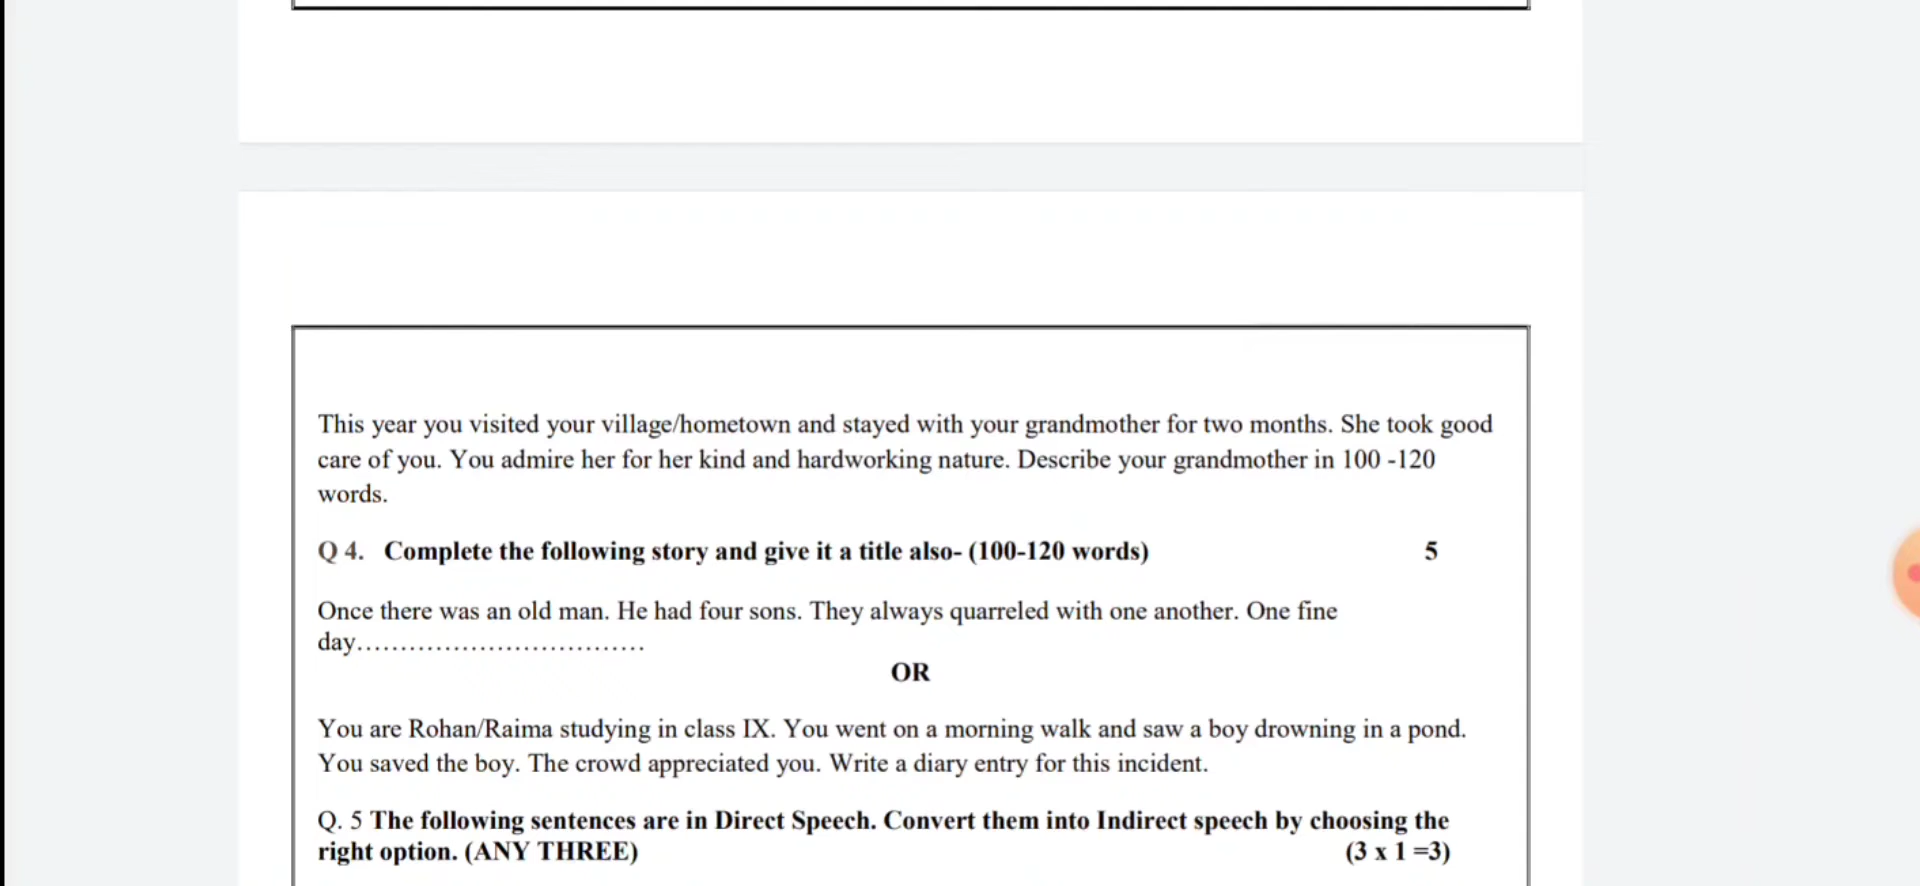 This year you visited your village/hometown and stayed with your grandmother for two months. She took good
care of you. You admire her for her kind and hardworking nature. Describe your grandmother in 100 -120
words.
Q 4. Complete the following story and give it a title also- (100-120 words) 5
Once there was an old man. He had four sons. They always quarreled with one another. One fine
day.................................
OR
You are Rohan/Raima studying in class IX. You went on a morning walk and saw a boy drowning in a pond.
You saved the boy. The crowd appreciated you. Write a diary entry for this incident.
Q. 5 The following sentences are in Direct Speech. Convert them into Indirect speech by choosing the
right option. (ANY THREE) (3 x 1 =3)